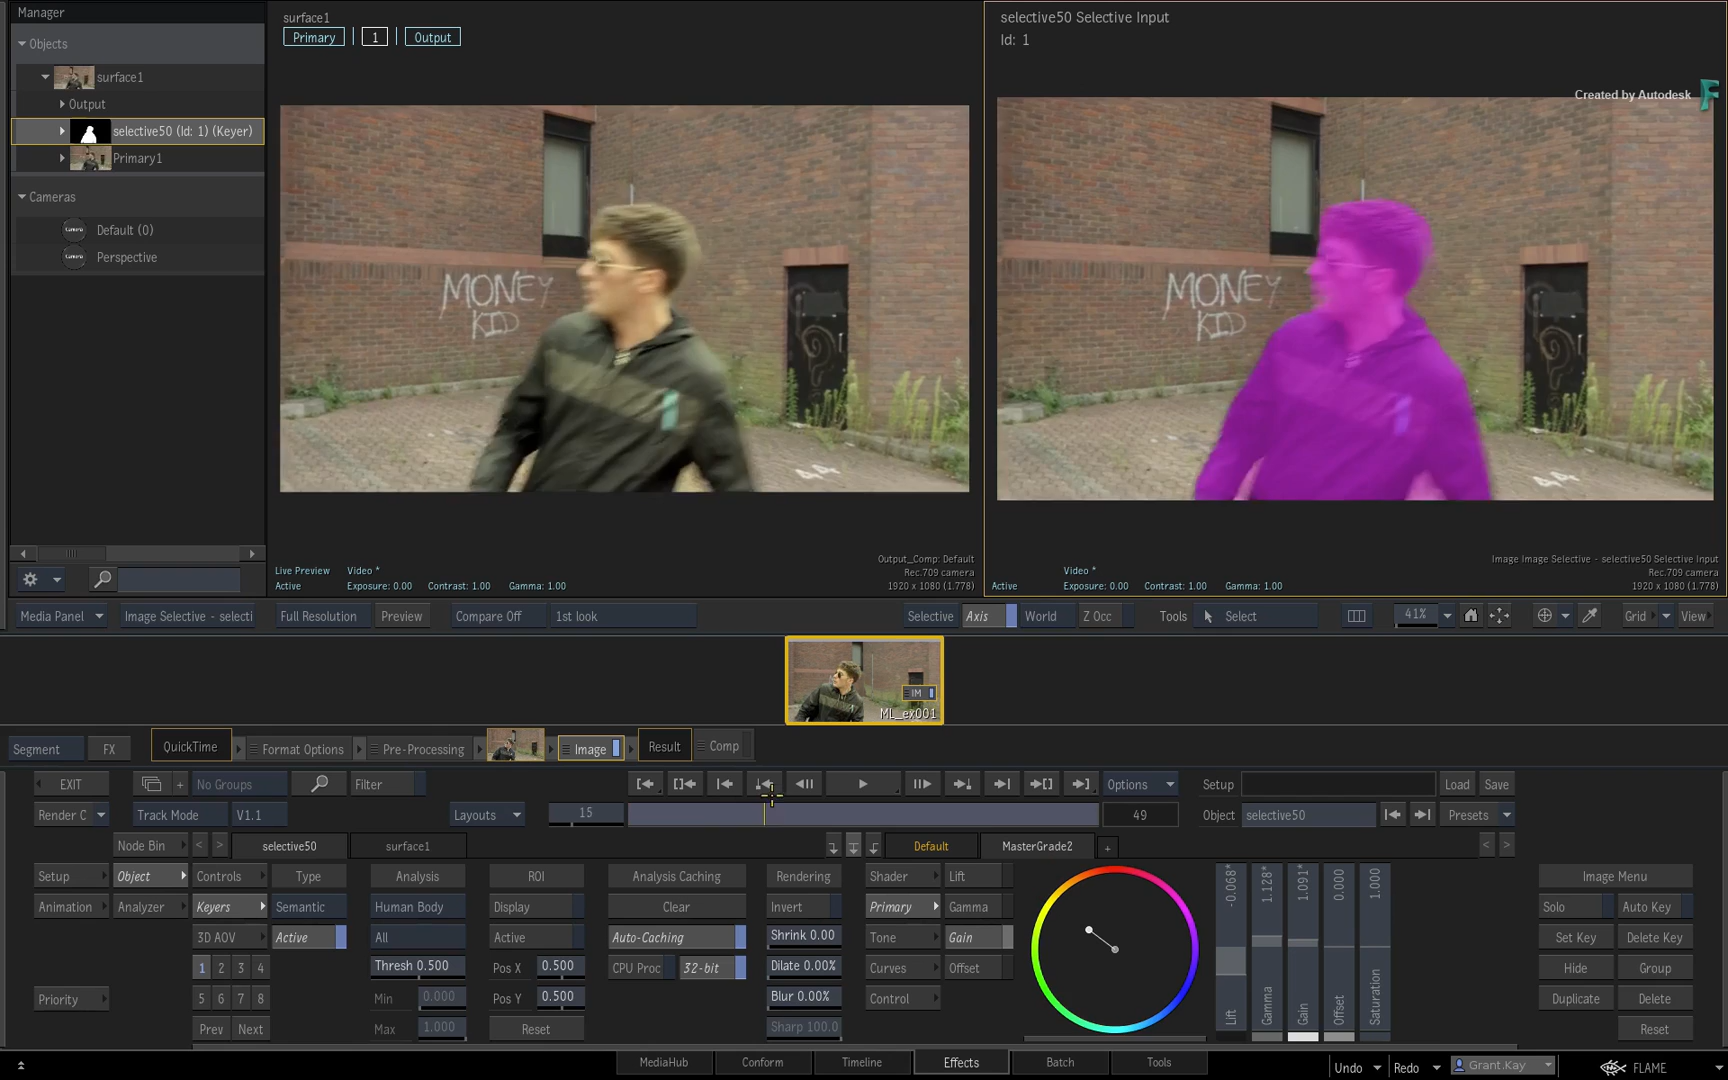 Manager
Objects
surface1
Output
selective50 (Id: 1) (Keyer)
Primary1
Cameras
Camera
Default (0)
Camera
Perspective
surface1
Primary
1
Output
MONEY
KID
44
Live Preview
Active
Video *
Exposure: 0.00 Contrast: 1.00 Gamma: 1.00
Output_Comp: Default
Rec.709 camera
1920 x 1080 (1.778)
selective50 Selective Input
Id: 1
Created by Autodesk
MONEY
KID
44
Active
Video *
Exposure: 0.00 Contrast: 1.00 Gamma: 1.00
Image Image Selective - selective50 Selective Input
Rec.709 camera
1920 x 1080 (1.778)
Media Panel Image Selective - selecti Full Resolution Preview Compare Off 1st look Selective Axis World Z Occ Tools Select 41% Grid View
IM
ML_ex001
Segment FX QuickTime Format Options Pre-Processing Image Result Comp
EXIT No Groups Filter Options Setup Load Save
Render C Track Mode V1.1 Layouts 15 49 Object selective50 Presets
Node Bin < > selective50 surface1 Default MasterGrade2 + < >
Setup Object Controls Type Analysis ROI Analysis Caching Rendering Shader Lift Image Menu
Animation Analyzer Keyers Semantic Human Body Display Clear Invert Primary Gamma Solo Auto Key
3D AOV Active All Active Auto-Caching Shrink 0.00 Tone Gain Set Key Delete Key
1 2 3 4 Thresh 0.500 Pos X 0.500 CPU Proc 32-bit Dilate 0.00% Curves Offset Hide Group
Priority 5 6 7 8 Min 0.000 Pos Y 0.500 Blur 0.00% Control Duplicate Delete
Prev Next Max 1.000 Reset Sharp 100.0 Reset
-0.068* 1.128* 1.091* 0.000 1.000
Lift Gamma Gain Offset Saturation
MediaHub Conform Timeline Effects Batch Tools Undo Redo Grant.Kay FLAME